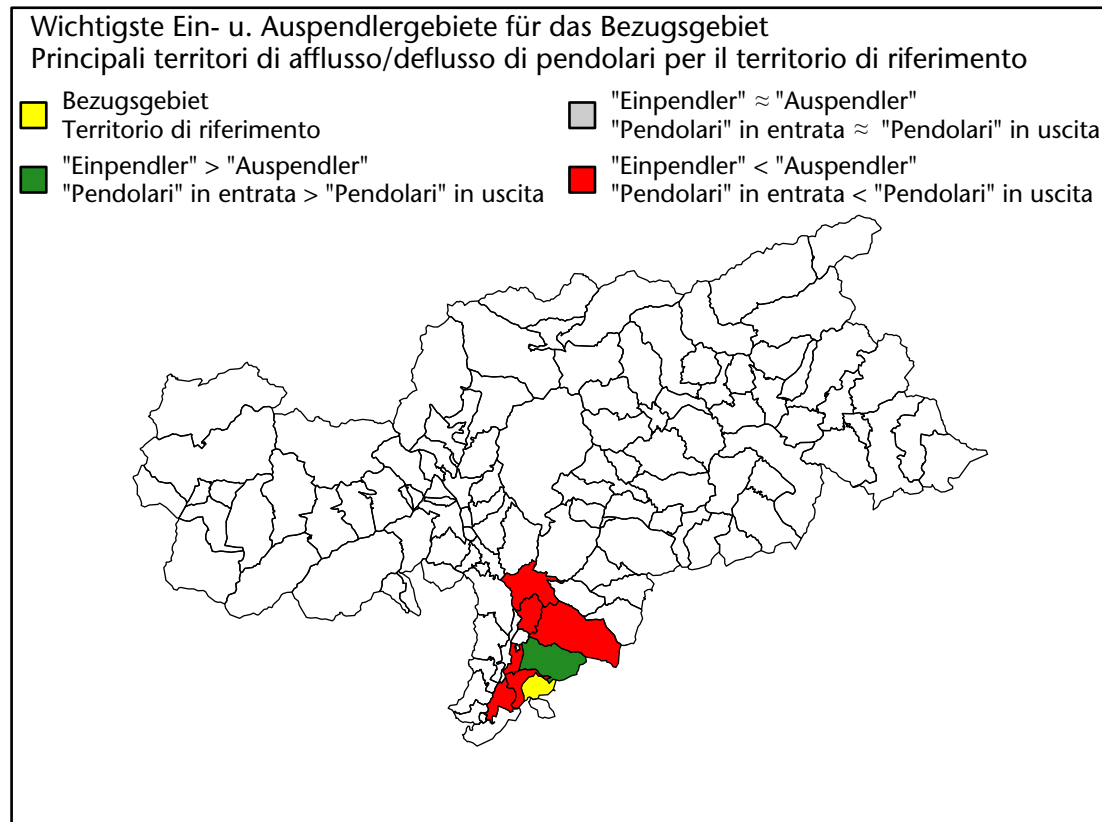 Wichtigste Ein- u. Auspendlergebiete für das Bezugsgebiet
Principali territori di afflusso/deflusso di pendolari per il territorio di riferimento
Bezugsgebiet
Territorio di riferimento
"Einpendler" ≈ "Auspendler"
"Pendolari" in entrata ≈ "Pendolari" in uscita
"Einpendler" > "Auspendler"
"Pendolari" in entrata > "Pendolari" in uscita
"Einpendler" < "Auspendler"
"Pendolari" in entrata < "Pendolari" in uscita